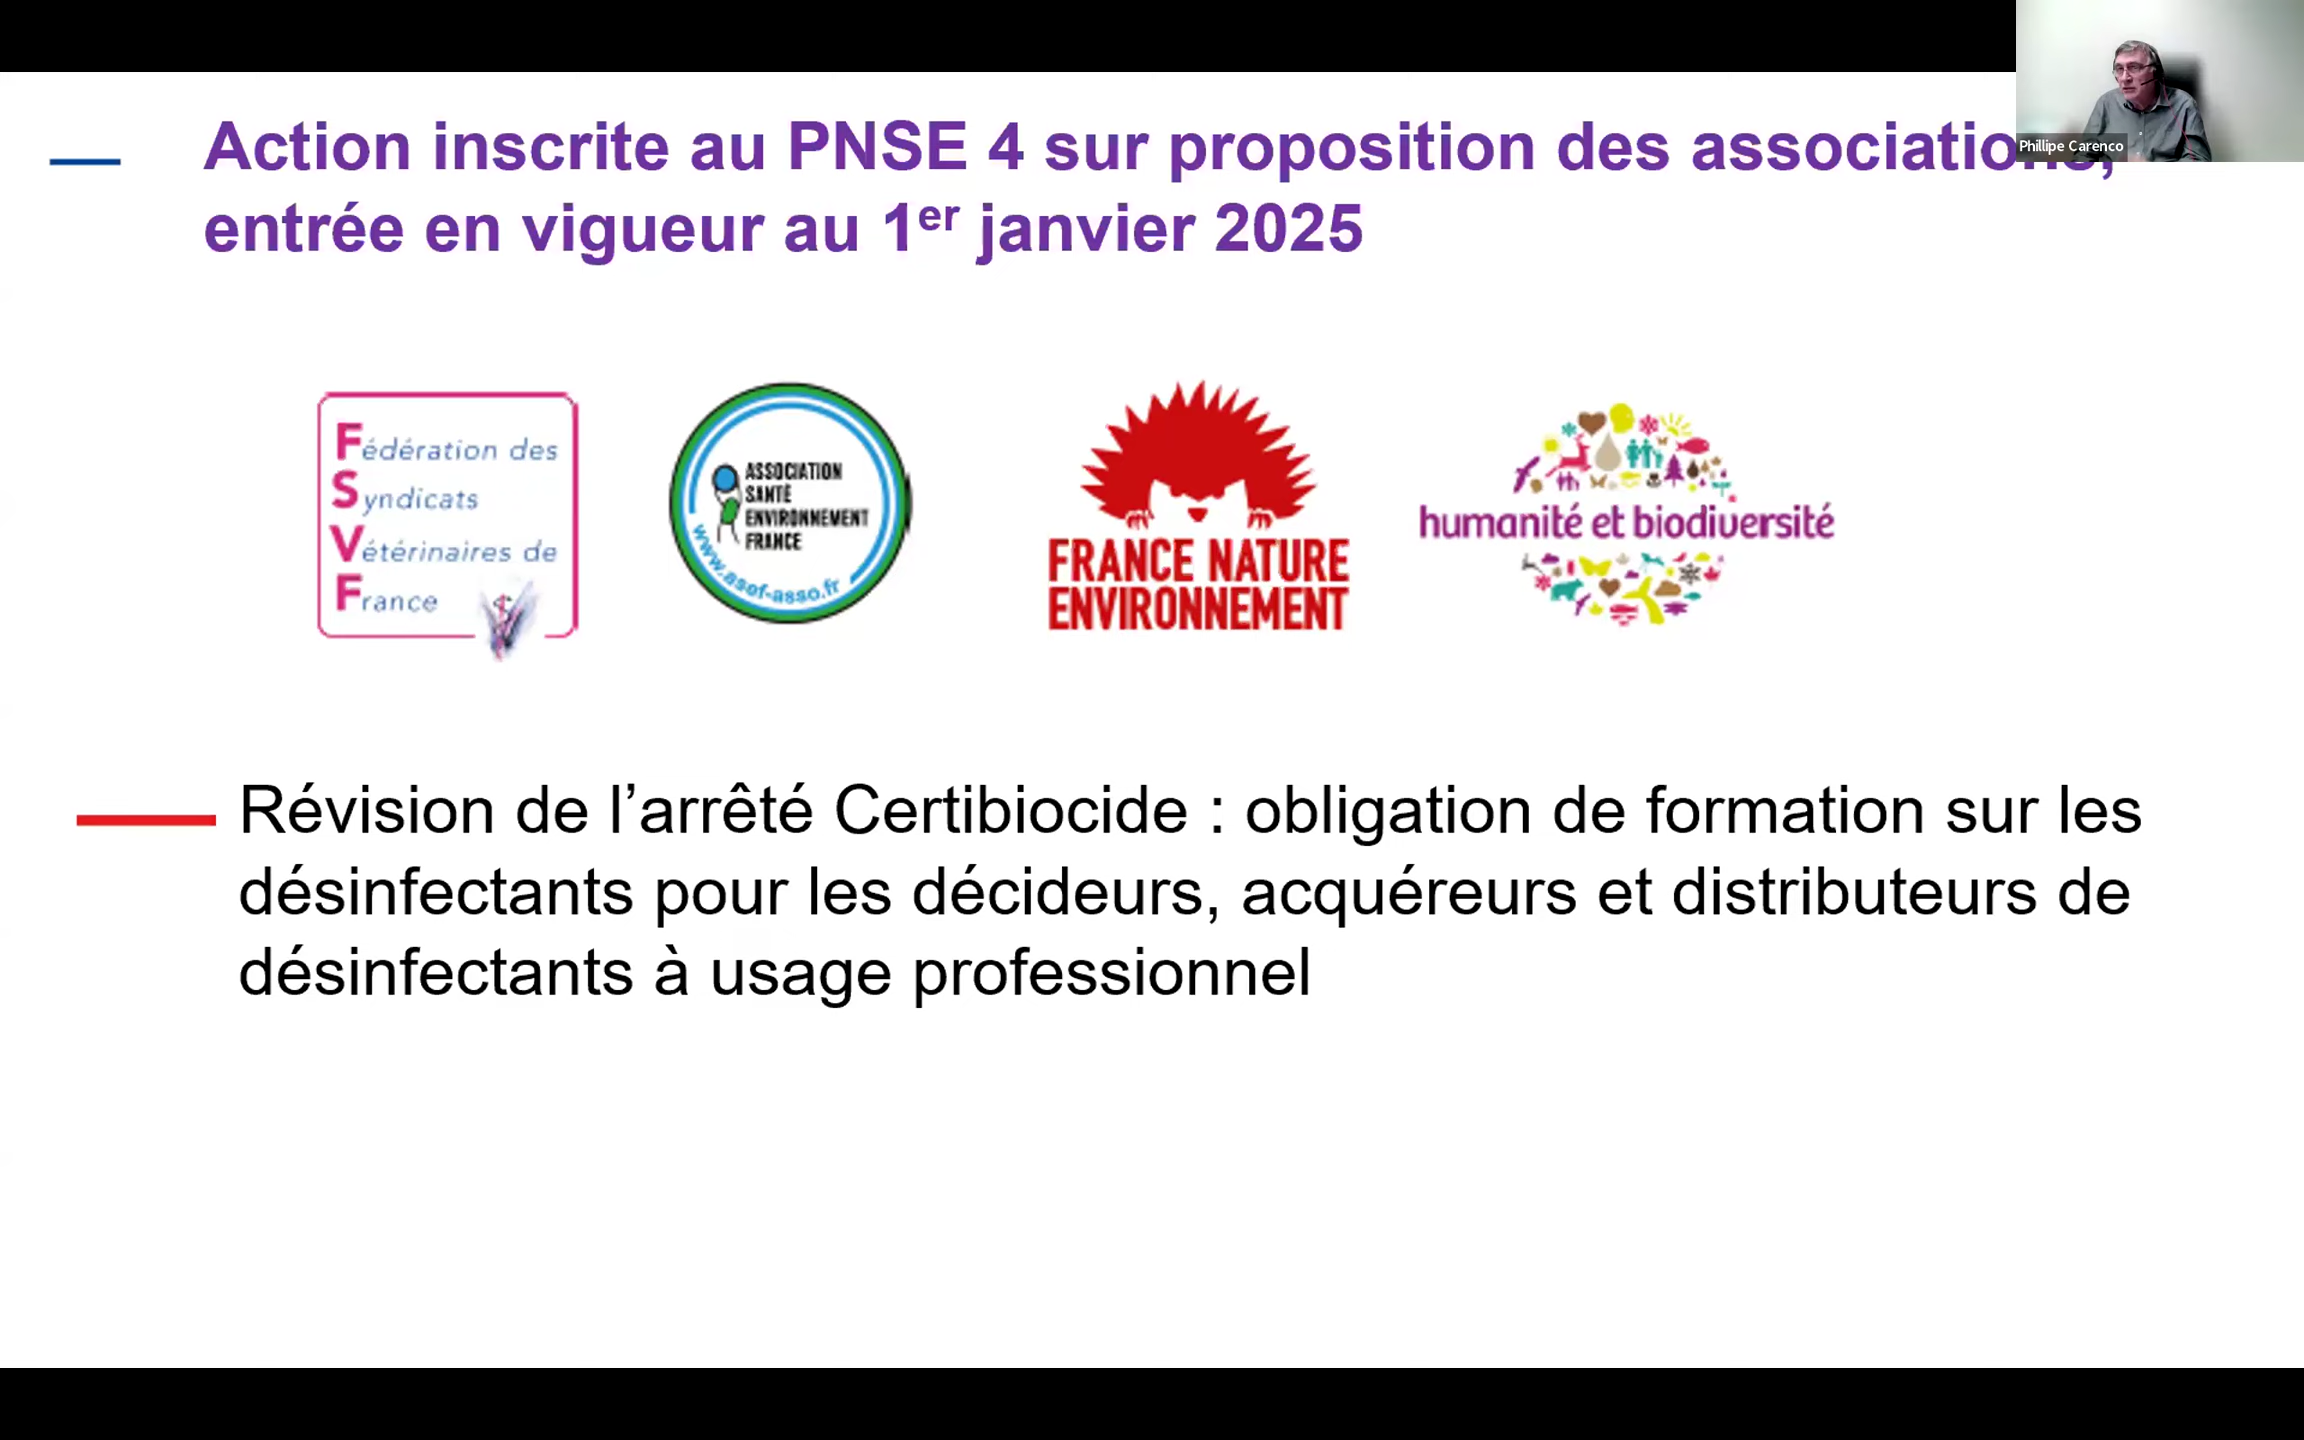 Phillipe Carenco
Action inscrite au PNSE 4 sur proposition des associations,
entrée en vigueur au 1er janvier 2025
Fédération des
Syndicats
Vétérinaires de
France
ASSOCIATION
SANTÉ
ENVIRONNEMENT
FRANCE
www.asef-asso.fr
FRANCE NATURE
ENVIRONNEMENT
humanité et biodiversité
Révision de l’arrêté Certibiocide : obligation de formation sur les
désinfectants pour les décideurs, acquéreurs et distributeurs de
désinfectants à usage professionnel